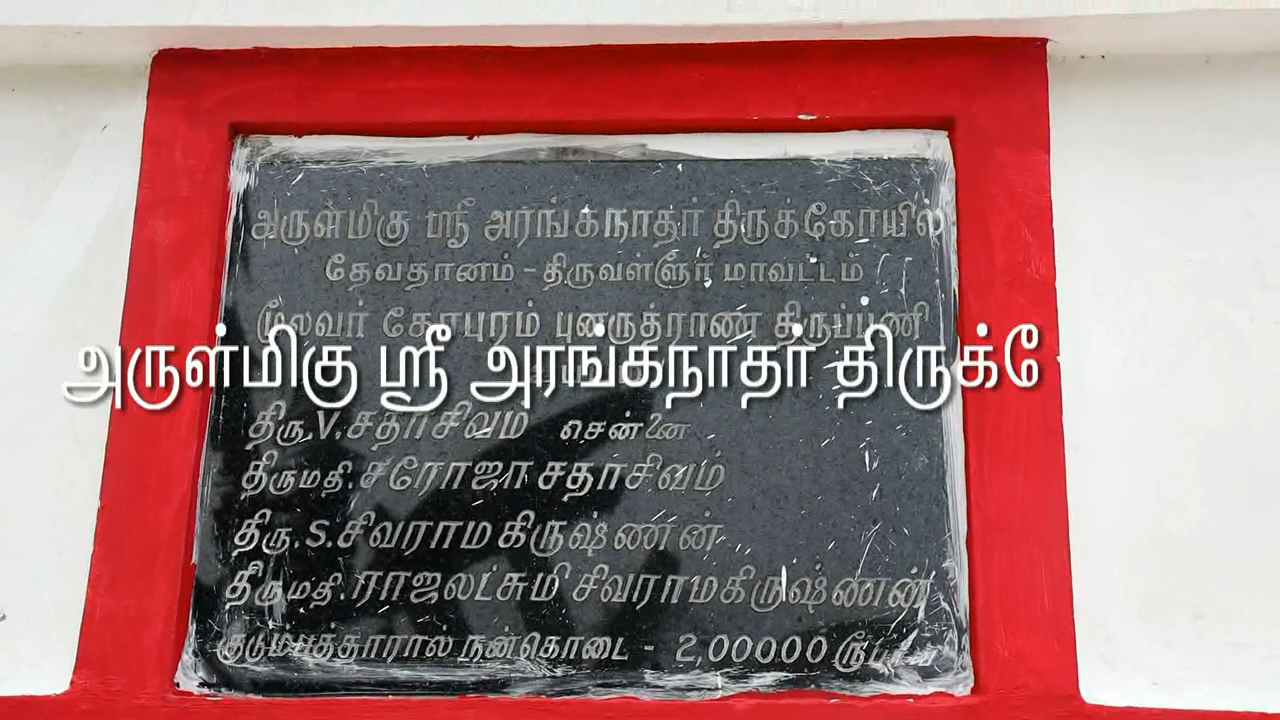 அருள்மிகு ஸ்ரீ அரங்கநாதர் திருக்கோயில்
தேவதானம் - திருவள்ளூர் மாவட்டம்
மூலவர் கோபுரம் புனருத்ராண திருப்பணி
அருள்மிகு ஸ்ரீ அரங்கநாதர் திருக்கே
திரு.V.சதாசிவம் சென்னை
திருமதி.சரோஜா சதாசிவம்
திரு.S.சிவராமகிருஷ்ணன்
திருமதி.ராஜலட்சுமி சிவராமகிருஷ்ணன்
குடும்பத்தாரால் நன்கொடை - 2,00000 ரூபாய்